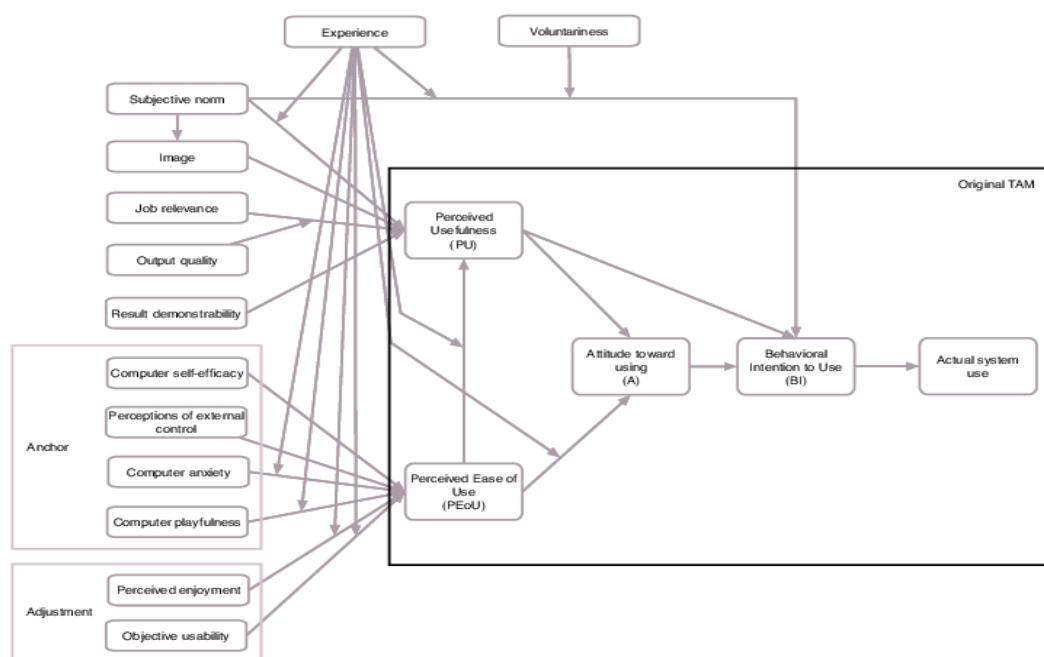 Experience
Voluntariness
Subjective norm
Image
Original TAM
Job relevance
Perceived
Usefulness
(PU)
Output quality
Result demonstrability
Computer self-efficacy
Attitude toward
using
(A)
Behavioral
Intention to Use
(BI)
Actual system
use
Perceptions of external
control
Anchor
Computer anxiety
Perceived Ease of
Use
(PEoU)
Computer playfulness
Perceived enjoyment
Adjustment
Objective usability